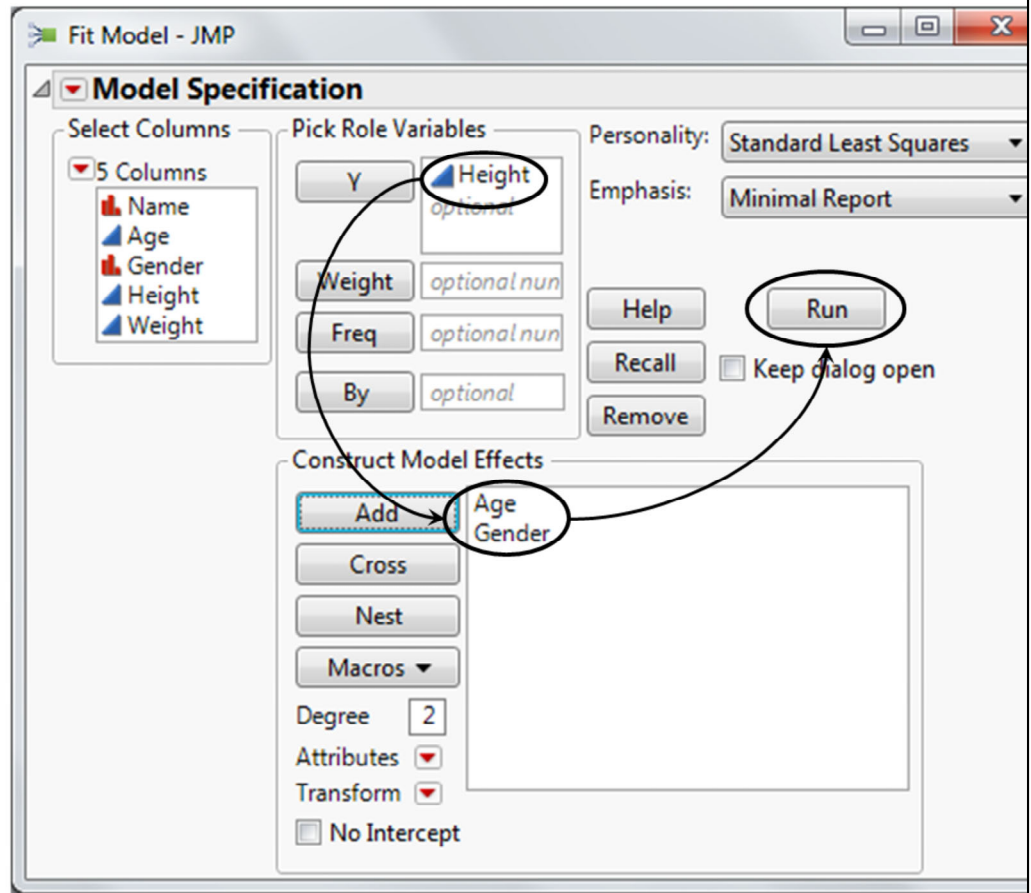 Fit Model - JMP
Model Specification
Select Columns
5 Columns
Name
Age
Gender
Height
Weight
Pick Role Variables
Y
Height
optional
Weight
optional nun
Freq
optional nun
By
optional
Personality:
Standard Least Squares
Emphasis:
Minimal Report
Help
Run
Recall
Keep dialog open
Remove
Construct Model Effects
Add
Age
Gender
Cross
Nest
Macros
Degree 2
Attributes
Transform
No Intercept